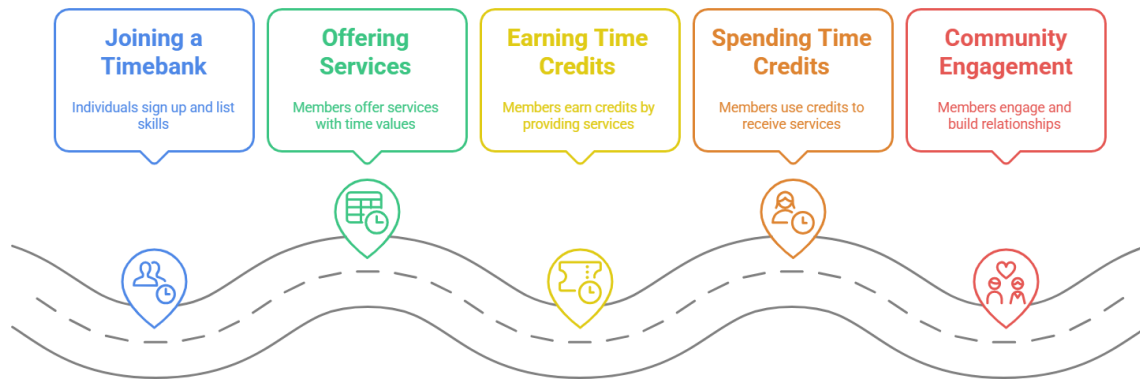 Joining a
Timebank
Individuals sign up and list
skills
Offering
Services
Members offer services
with time values
Earning Time
Credits
Members earn credits by
providing services
Spending Time
Credits
Members use credits to
receive services
Community
Engagement
Members engage and
build relationships